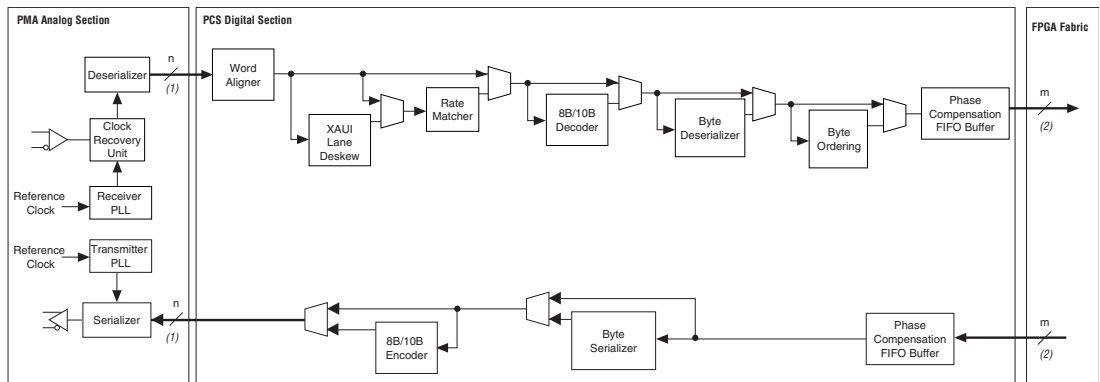 PMA Analog Section
PCS Digital Section
FPGA Fabric
n
(1)
Deserializer
Word
Aligner
Clock
Recovery
Unit
XAUI
Lane
Deskew
Rate
Matcher
8B/10B
Decoder
Byte
Deserializer
Byte
Ordering
Phase
Compensation
FIFO Buffer
m
(2)
Reference
Clock
Receiver
PLL
Reference
Clock
Transmitter
PLL
Serializer
n
(1)
8B/10B
Encoder
Byte
Serializer
Phase
Compensation
FIFO Buffer
m
(2)